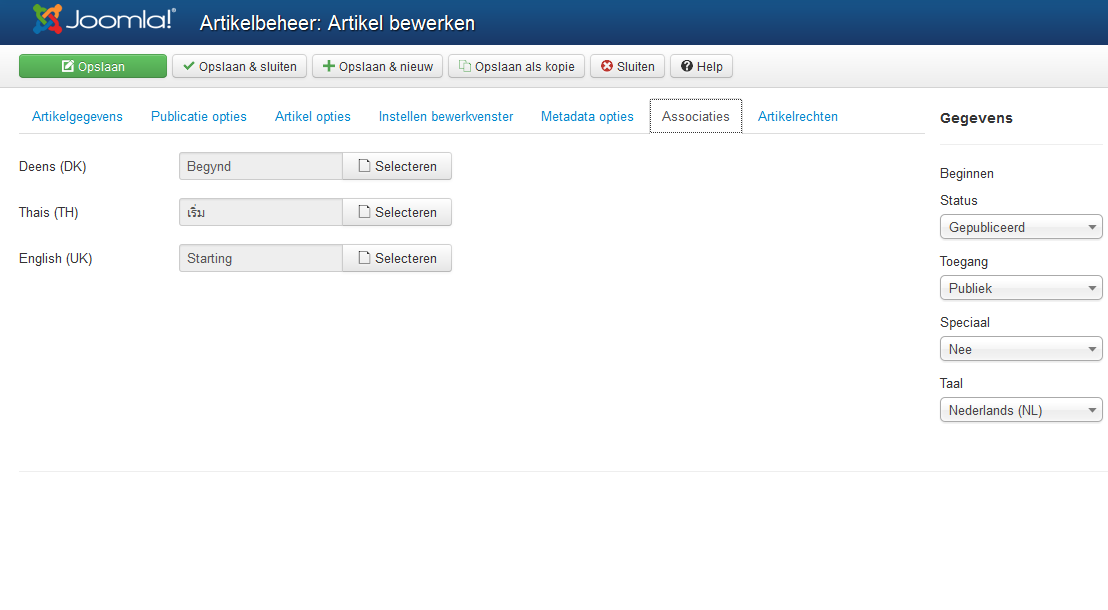 Joomla!® Artikelbeheer: Artikel bewerken
Opslaan Opslaan & sluiten Opslaan & nieuw Opslaan als kopie Sluiten Help
Artikelgegevens Publicatie opties Artikel opties Instellen bewerkvenster Metadata opties Associaties Artikelrechten
Deens (DK) Begynd Selecteren
Thais (TH) เริ่ม Selecteren
English (UK) Starting Selecteren
Gegevens
Beginnen
Status
Gepubliceerd
Toegang
Publiek
Speciaal
Nee
Taal
Nederlands (NL)